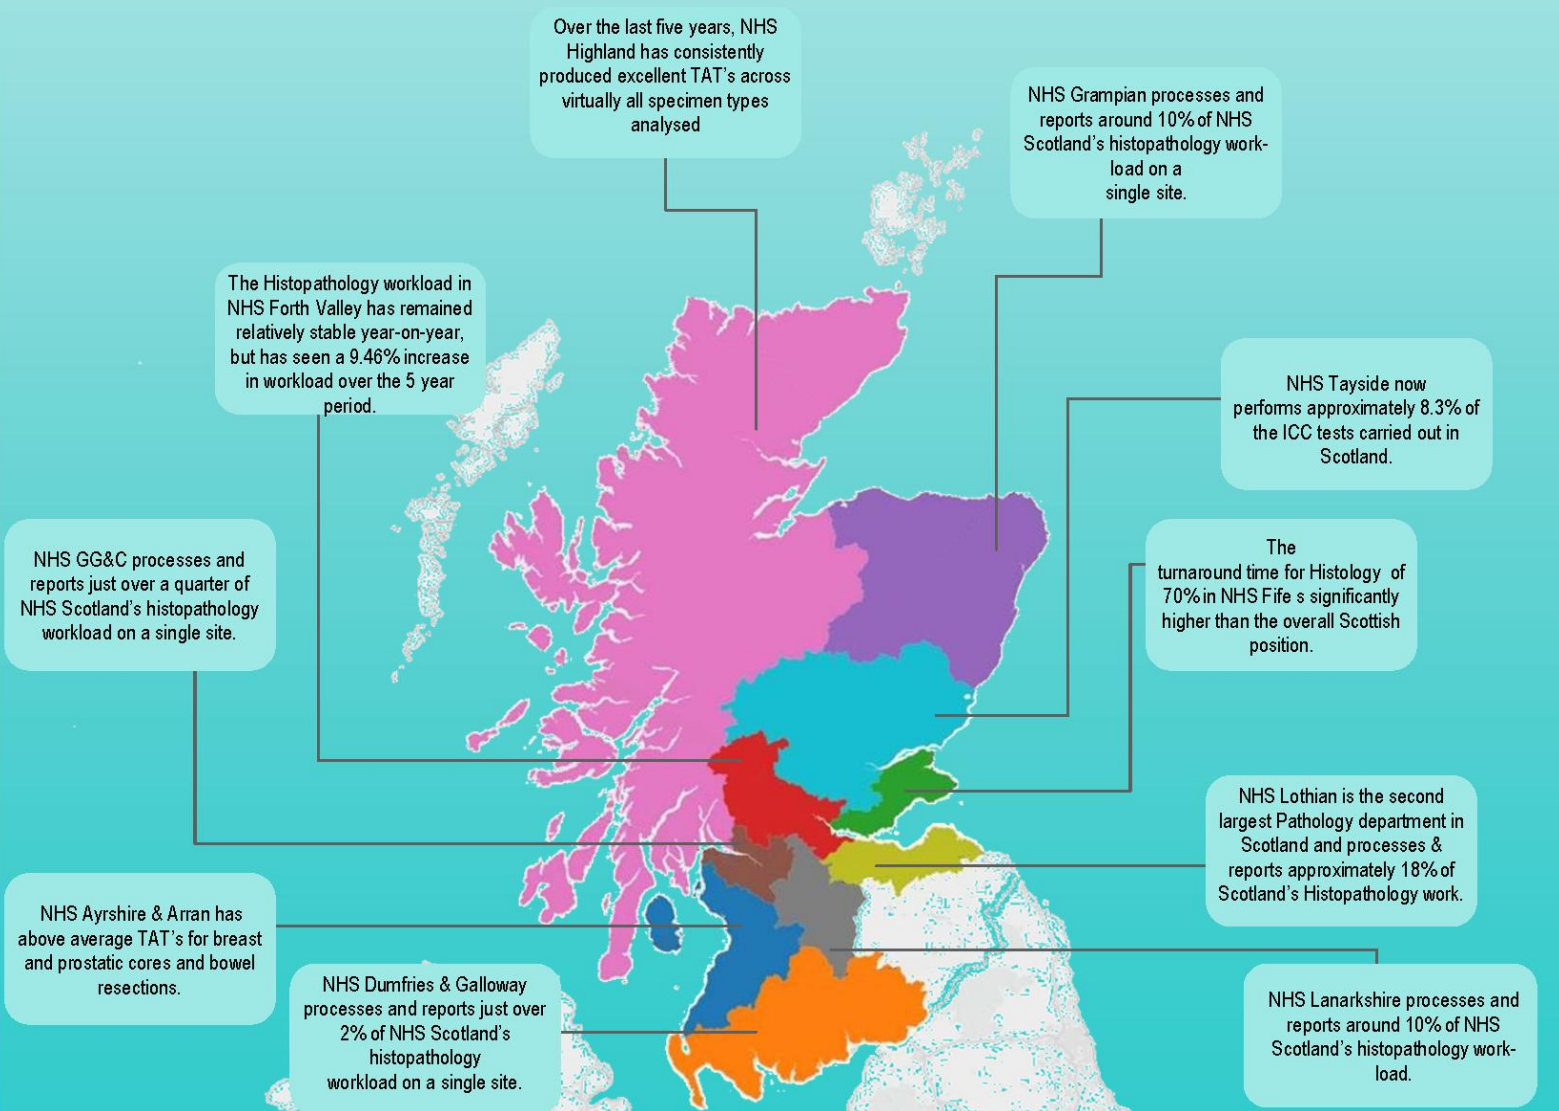 Over the last five years, NHS
Highland has consistently
produced excellent TAT's across
virtually all specimen types
analysed
NHS Grampian processes and
reports around 10% of NHS
Scotland's histopathology work-
load on a
single site.
The Histopathology workload in
NHS Forth Valley has remained
relatively stable year-on-year,
but has seen a 9.46% increase
in workload over the 5 year
period.
NHS Tayside now
performs approximately 8.3% of
the ICC tests carried out in
Scotland.
NHS GG&C processes and
reports just over a quarter of
NHS Scotland's histopathology
workload on a single site.
The
turnaround time for Histology of
70% in NHS Fife s significantly
higher than the overall Scottish
position.
NHS Lothian is the second
largest Pathology department in
Scotland and processes &
reports approximately 18% of
Scotland's Histopathology work.
NHS Ayrshire & Arran has
above average TAT's for breast
and prostatic cores and bowel
resections.
NHS Dumfries & Galloway
processes and reports just over
2% of NHS Scotland's
histopathology
workload on a single site.
NHS Lanarkshire processes and
reports around 10% of NHS
Scotland's histopathology work-
load.